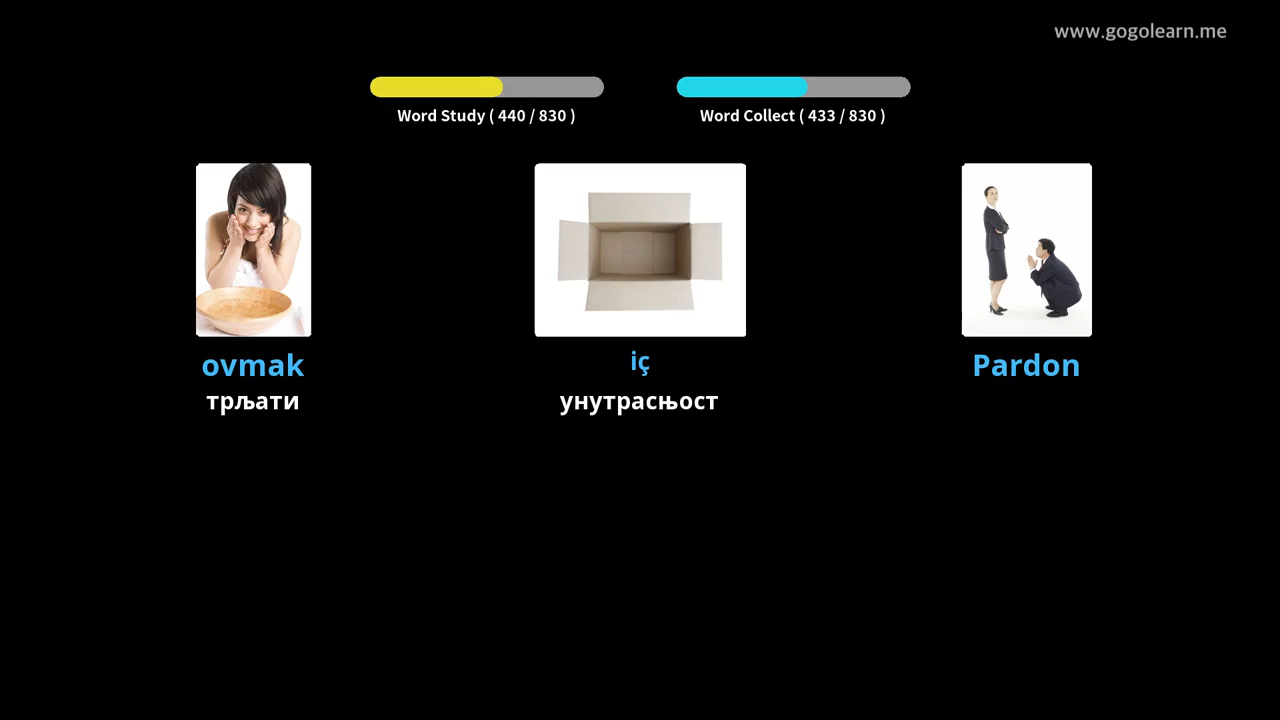 www.gogolearn.me
Word Study ( 440 / 830 )
Word Collect ( 433 / 830 )
ovmak
iç
Pardon
трљати
унутрасњост